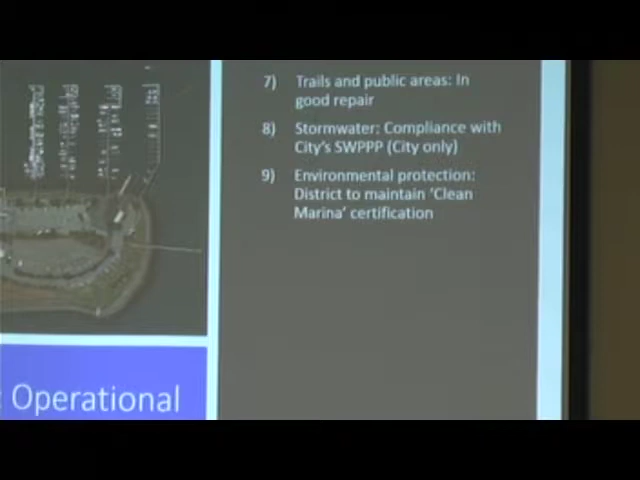 7) Trails and public areas: In
good repair
8) Stormwater: Compliance with
City's SWPPP (City only)
9) Environmental protection:
District to maintain 'Clean
Marina' certification
: Operational